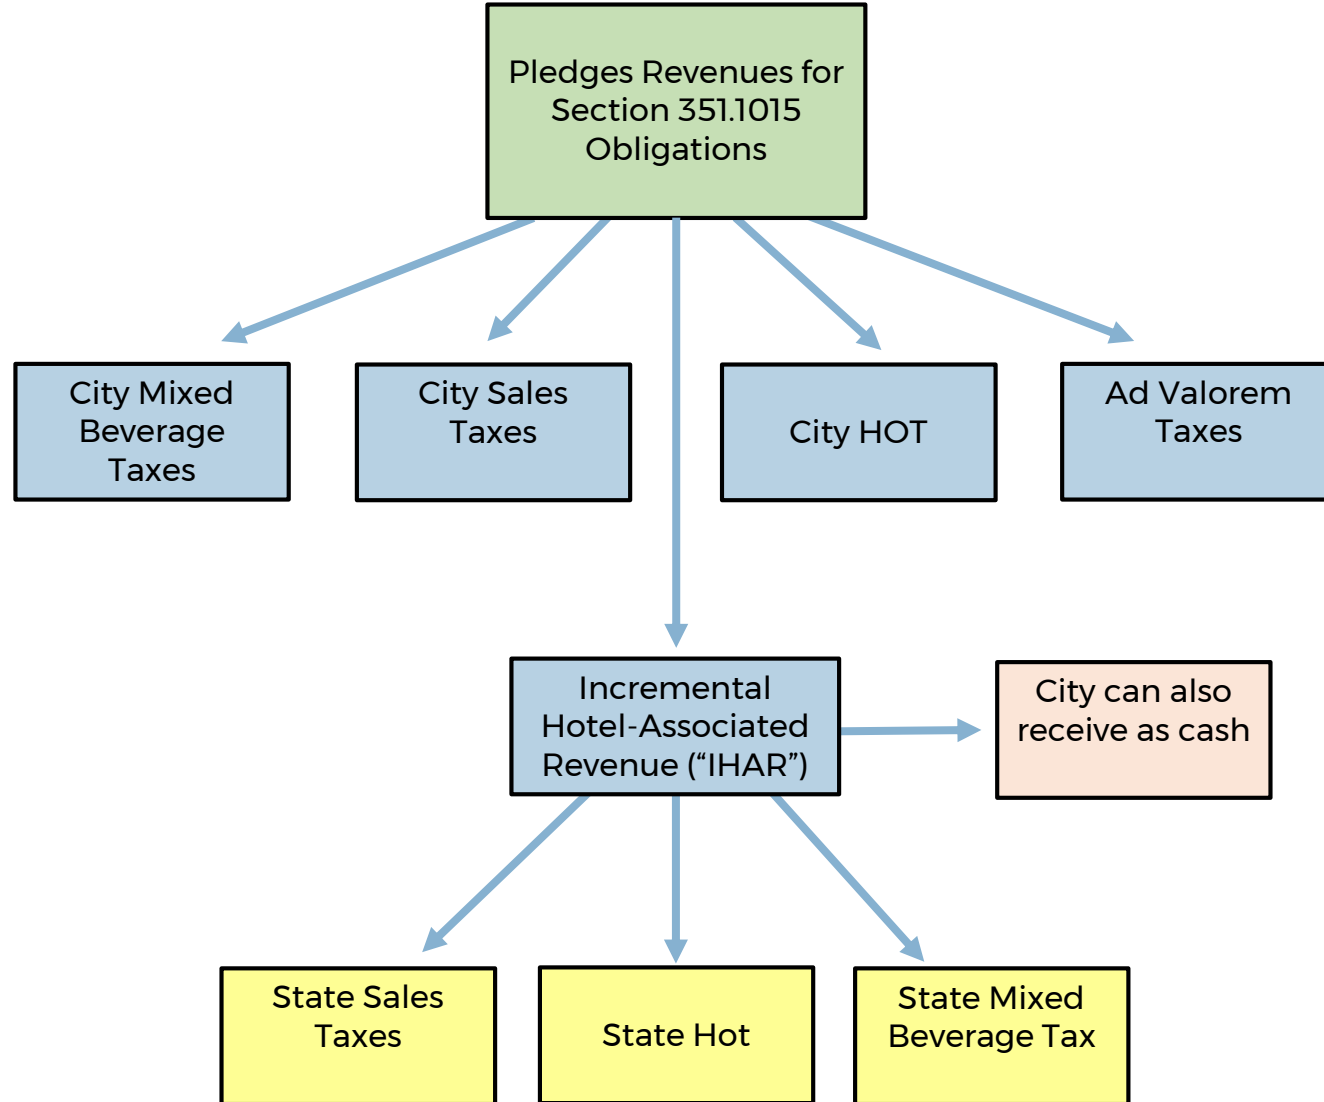 Pledges Revenues for
Section 351.1015
Obligations
City Mixed
Beverage
Taxes
City Sales
Taxes
City HOT
Ad Valorem
Taxes
Incremental
Hotel-Associated
Revenue (“IHAR”)
City can also
receive as cash
State Sales
Taxes
State Hot
State Mixed
Beverage Tax